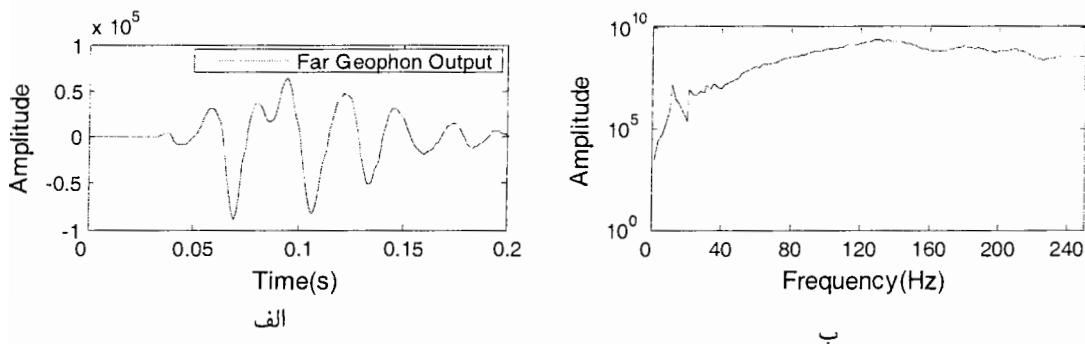 x 10^5
1
Far Geophon Output
0.5
0
-0.5
-1
Amplitude
0
0.05
0.1
0.15
0.2
Time(s)
الف
10^10
10^5
10^0
Amplitude
0
40
80
120
160
200
240
Frequency(Hz)
ب